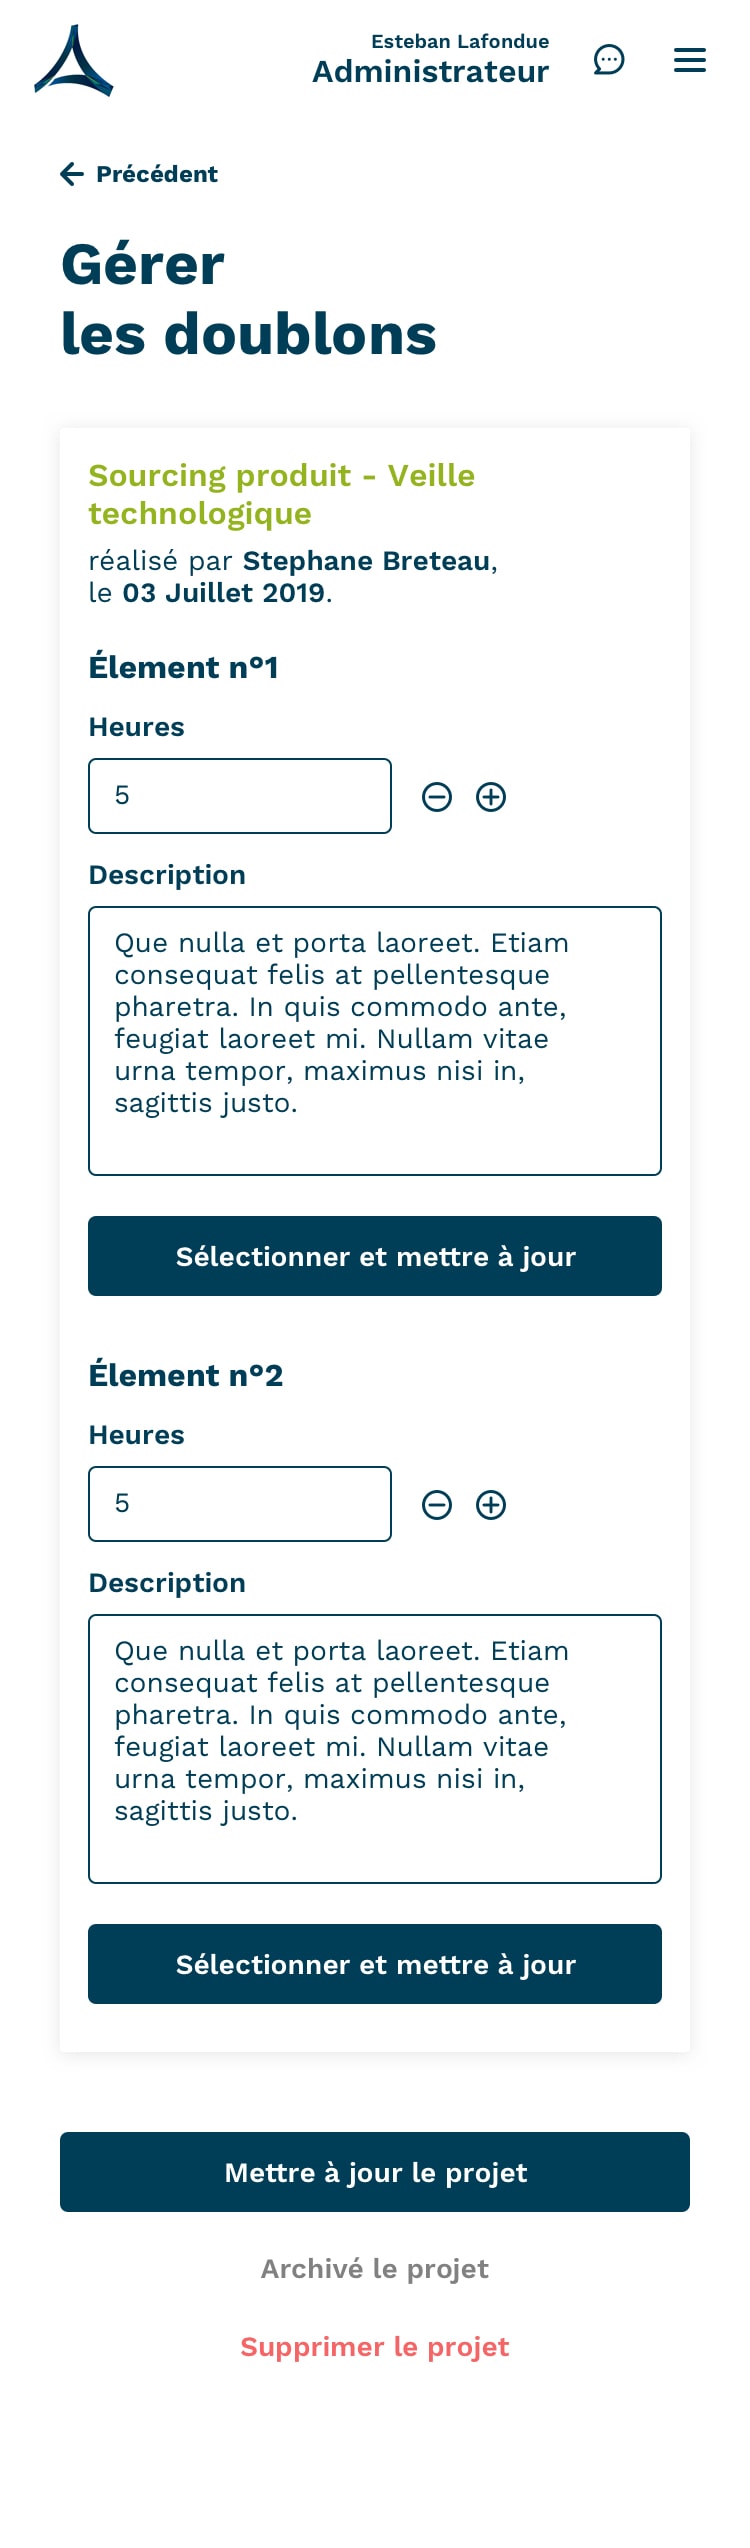 Esteban Lafondue
Administrateur
Précédent
Gérer
les doublons
Sourcing produit - Veille
technologique
réalisé par Stephane Breteau,
le 03 Juillet 2019.
Élement n°1
Heures
5
Description
Que nulla et porta laoreet. Etiam
consequat felis at pellentesque
pharetra. In quis commodo ante,
feugiat laoreet mi. Nullam vitae
urna tempor, maximus nisi in,
sagittis justo.
Sélectionner et mettre à jour
Élement n°2
Heures
5
Description
Que nulla et porta laoreet. Etiam
consequat felis at pellentesque
pharetra. In quis commodo ante,
feugiat laoreet mi. Nullam vitae
urna tempor, maximus nisi in,
sagittis justo.
Sélectionner et mettre à jour
Mettre à jour le projet
Archivé le projet
Supprimer le projet